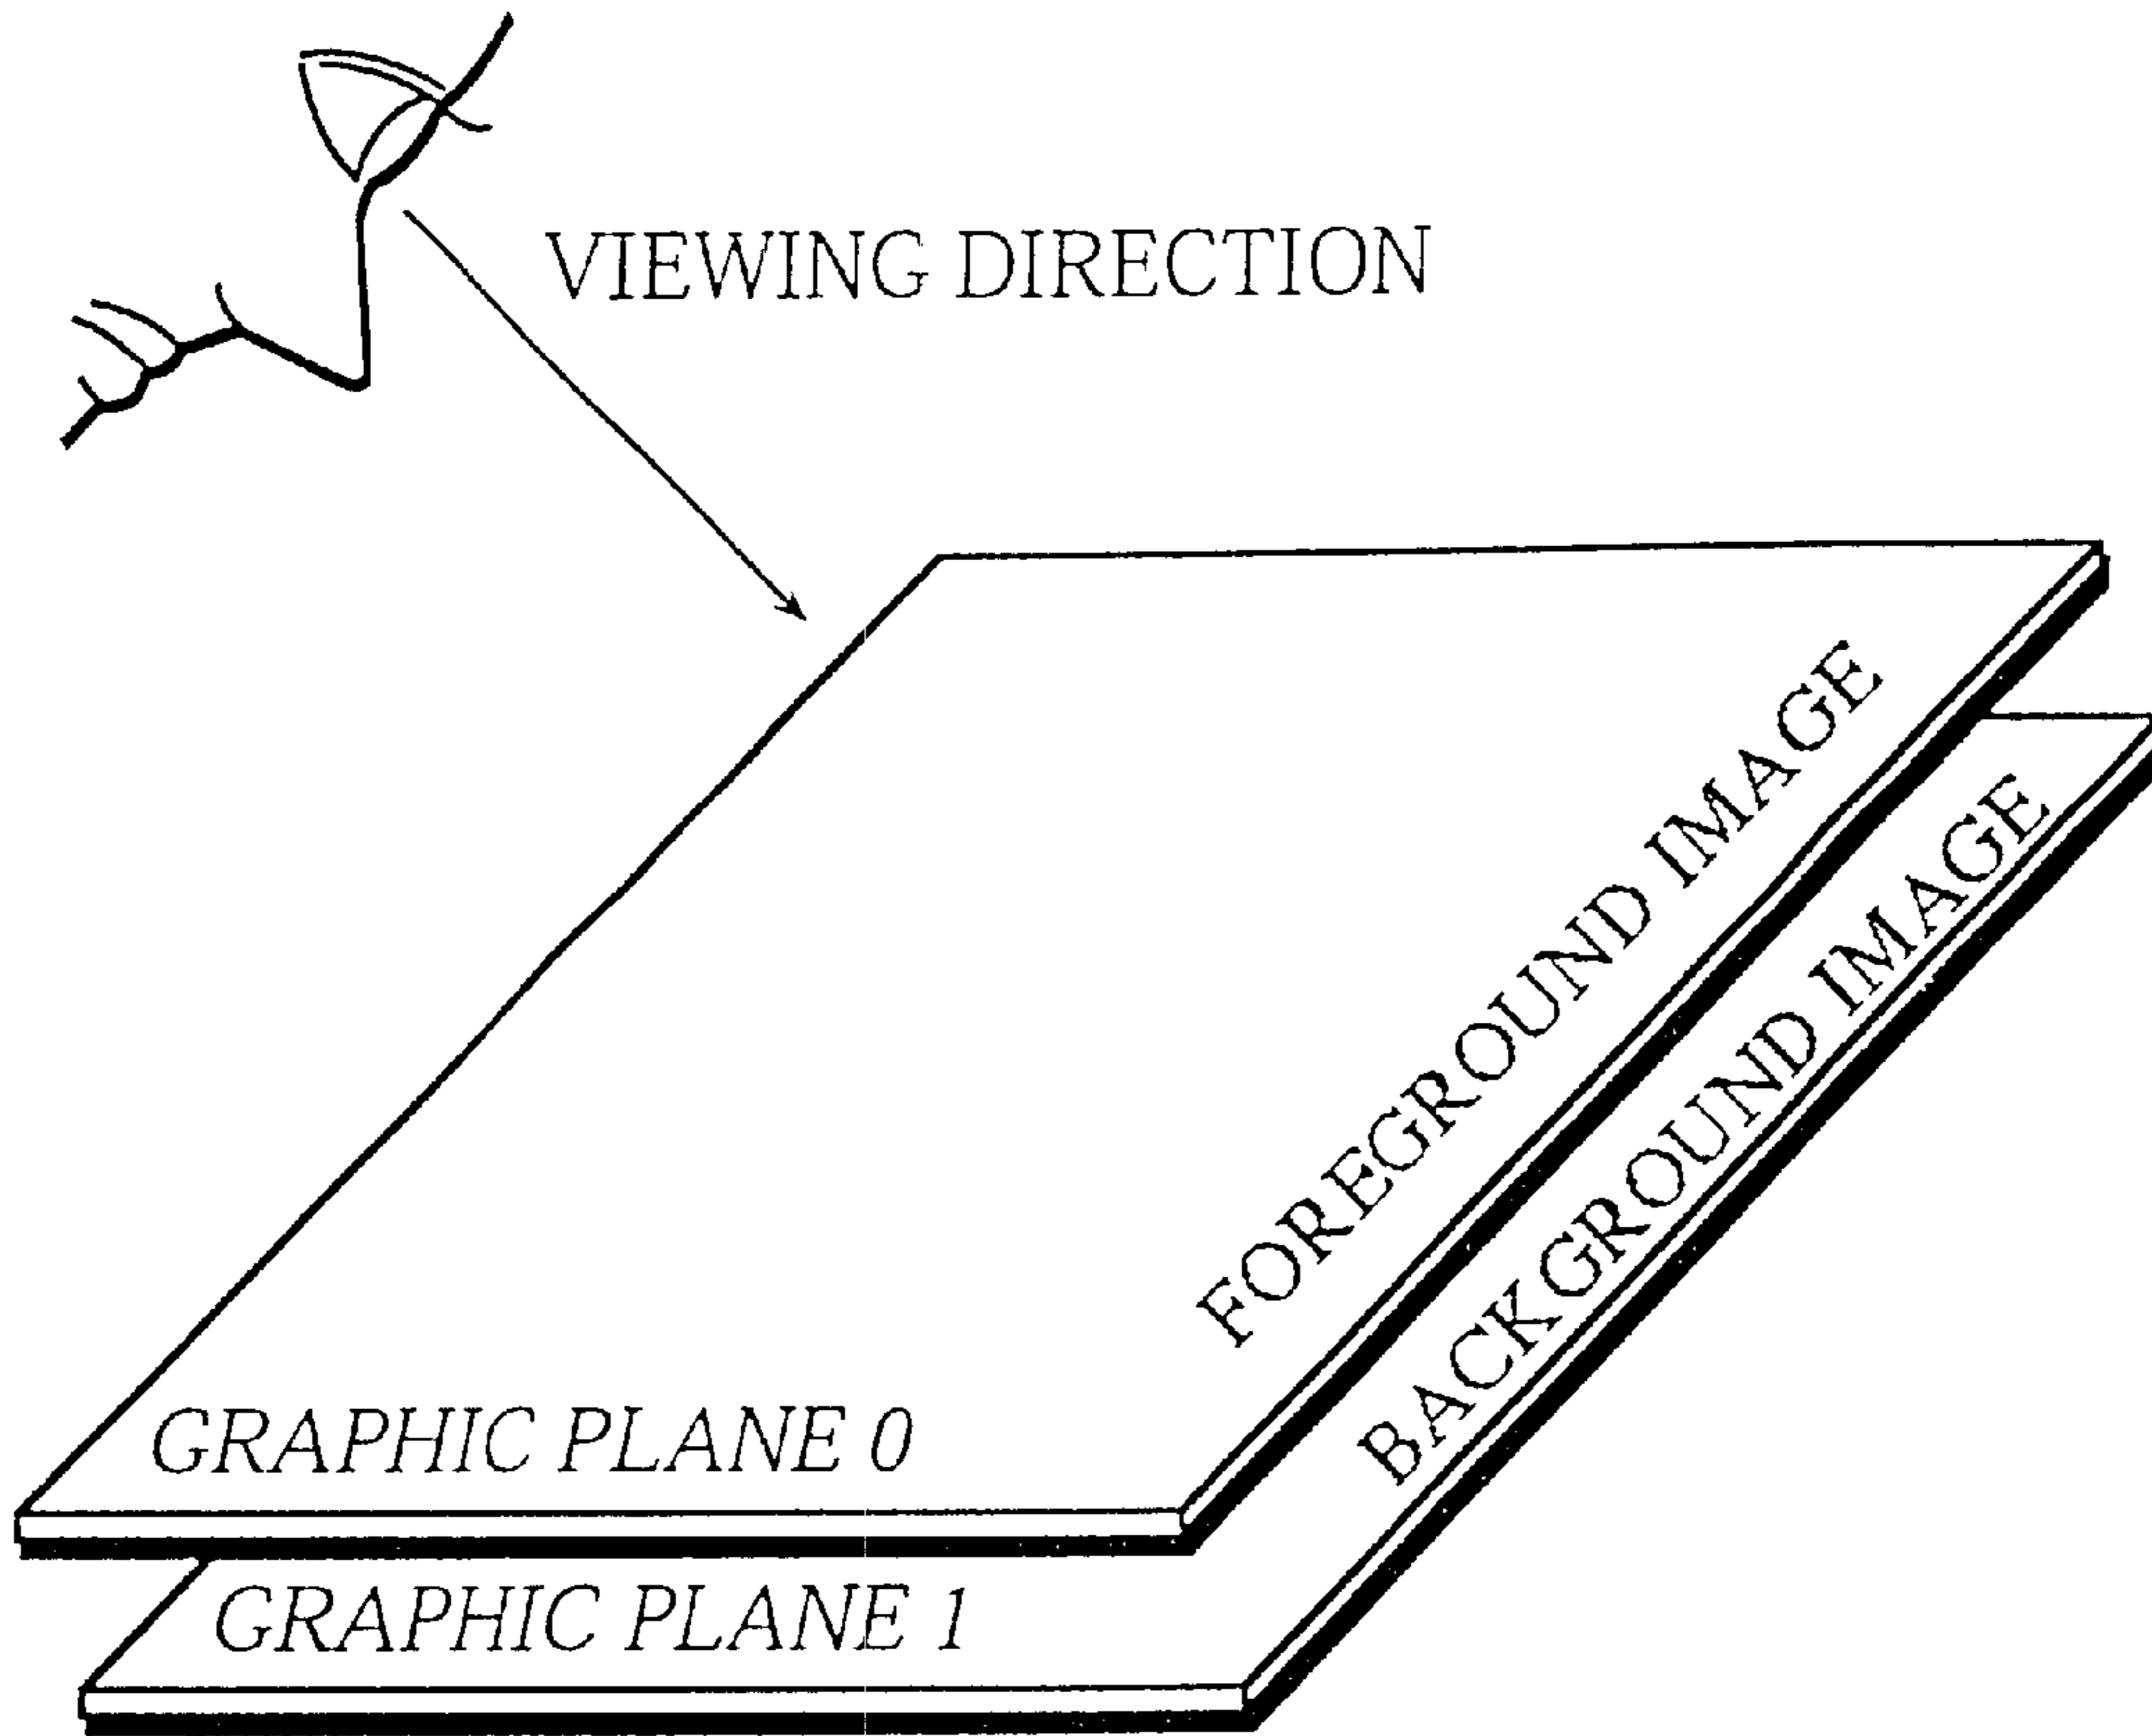 VIEWING DIRECTION
FOREGROUND IMAGE
BACKGROUND IMAGE
GRAPHIC PLANE 0
GRAPHIC PLANE 1